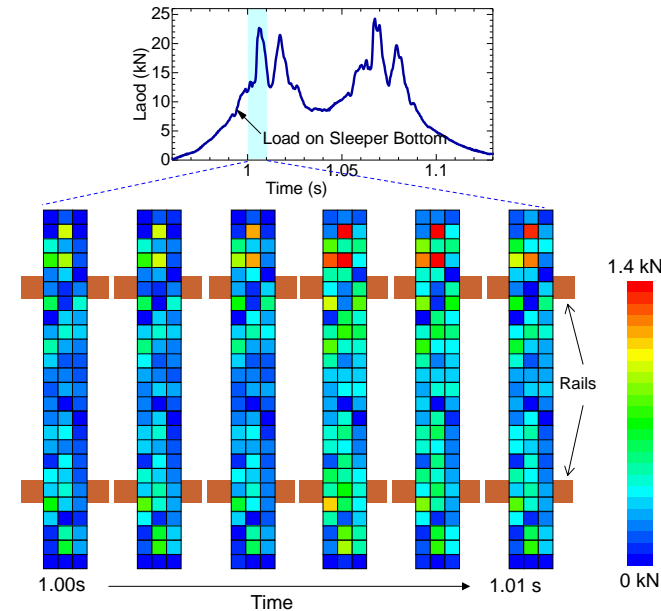 25
20
15
10
5
0
Laod (kN)
Load on Sleeper Bottom
1 1.05 1.1
Time (s)
1.4 kN
Rails
0 kN
1.00s 1.01 s
Time